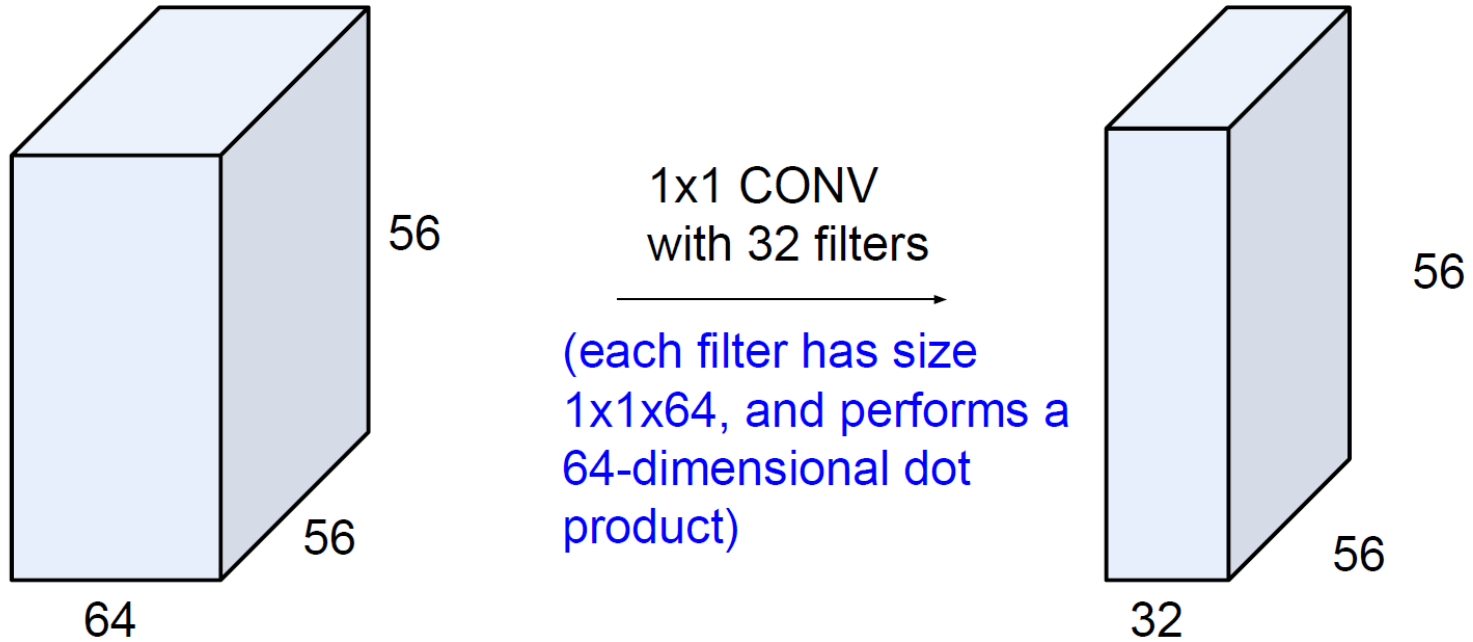 56
56
64
1x1 CONV
with 32 filters
(each filter has size
1x1x64, and performs a
64-dimensional dot
product)
56
56
32